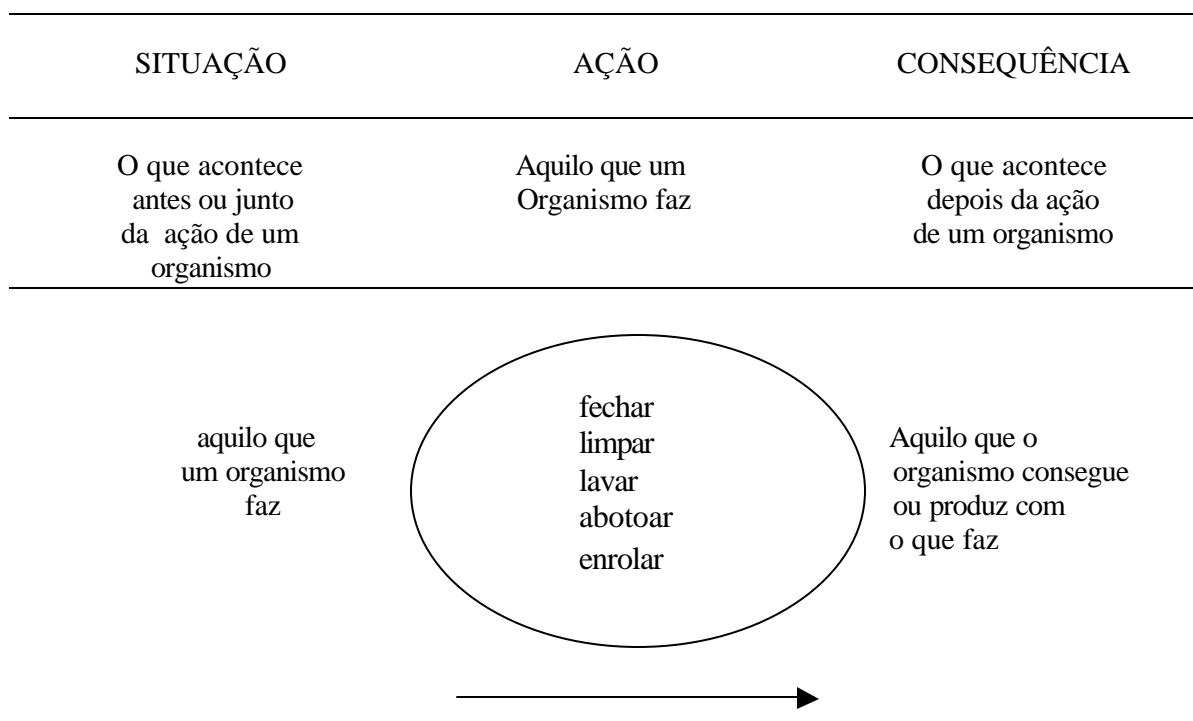 SITUAÇÃO
AÇÃO
CONSEQUÊNCIA
O que acontece
antes ou junto
da ação de um
organismo
Aquilo que um
Organismo faz
O que acontece
depois da ação
de um organismo
aquilo que
um organismo
faz
fechar
limpar
lavar
abotoar
enrolar
Aquilo que o
organismo consegue
ou produz com
o que faz